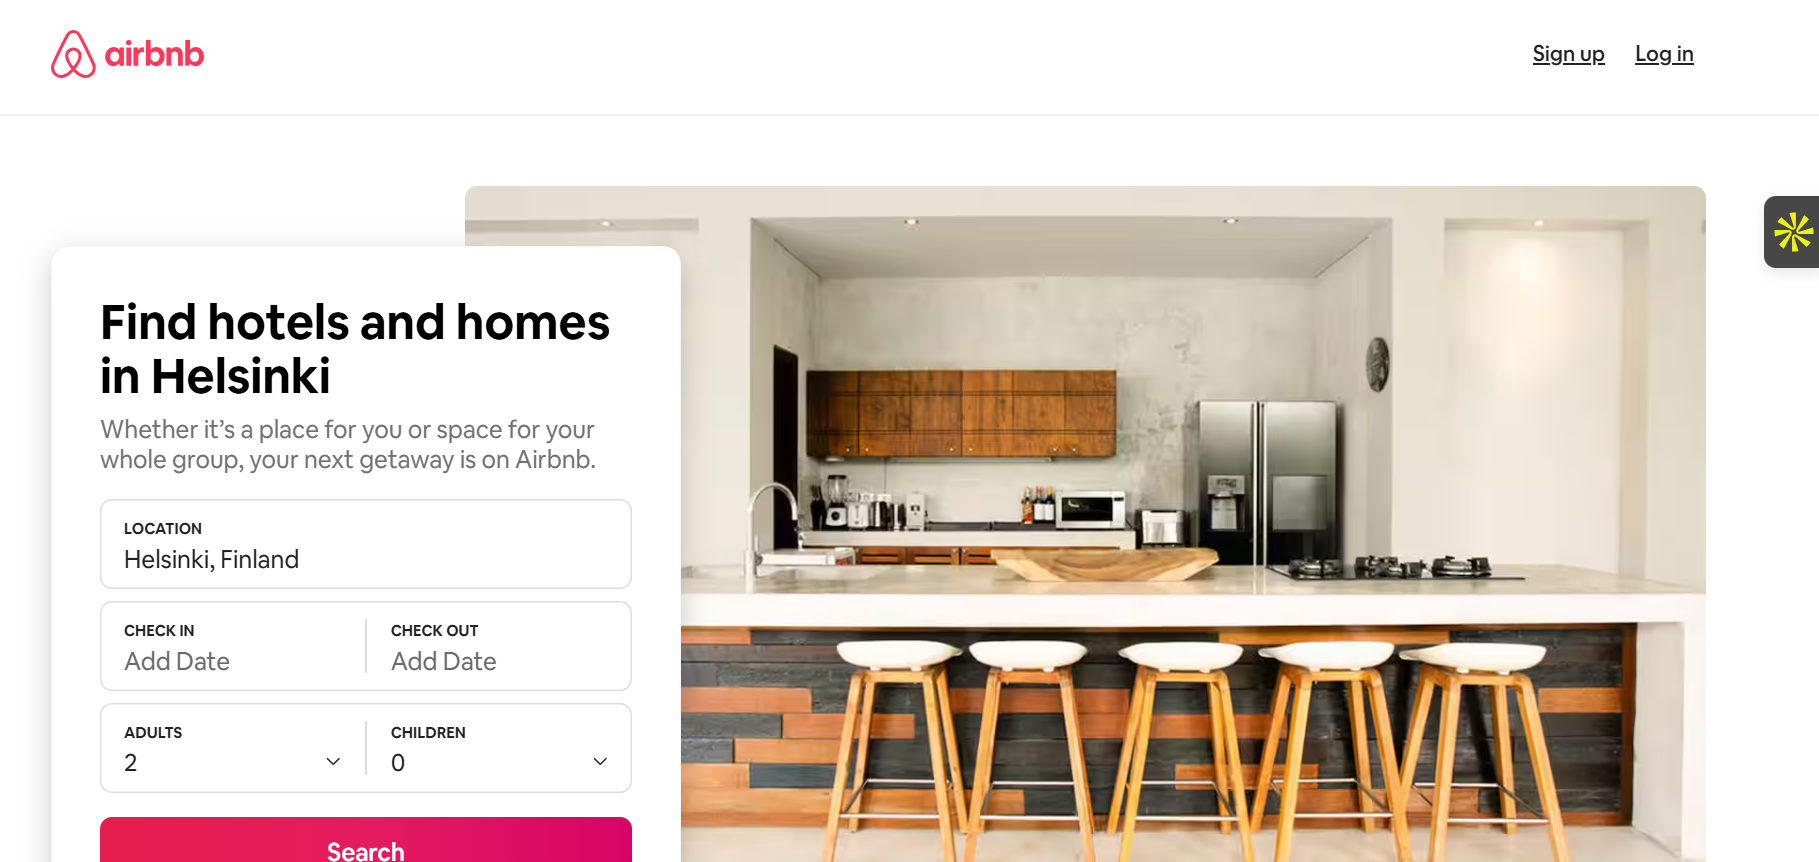 airbnb
Sign up
Log in
Find hotels and homes
in Helsinki
Whether it’s a place for you or space for your
whole group, your next getaway is on Airbnb.
LOCATION
Helsinki, Finland
CHECK IN
Add Date
CHECK OUT
Add Date
ADULTS
2
CHILDREN
0
Search